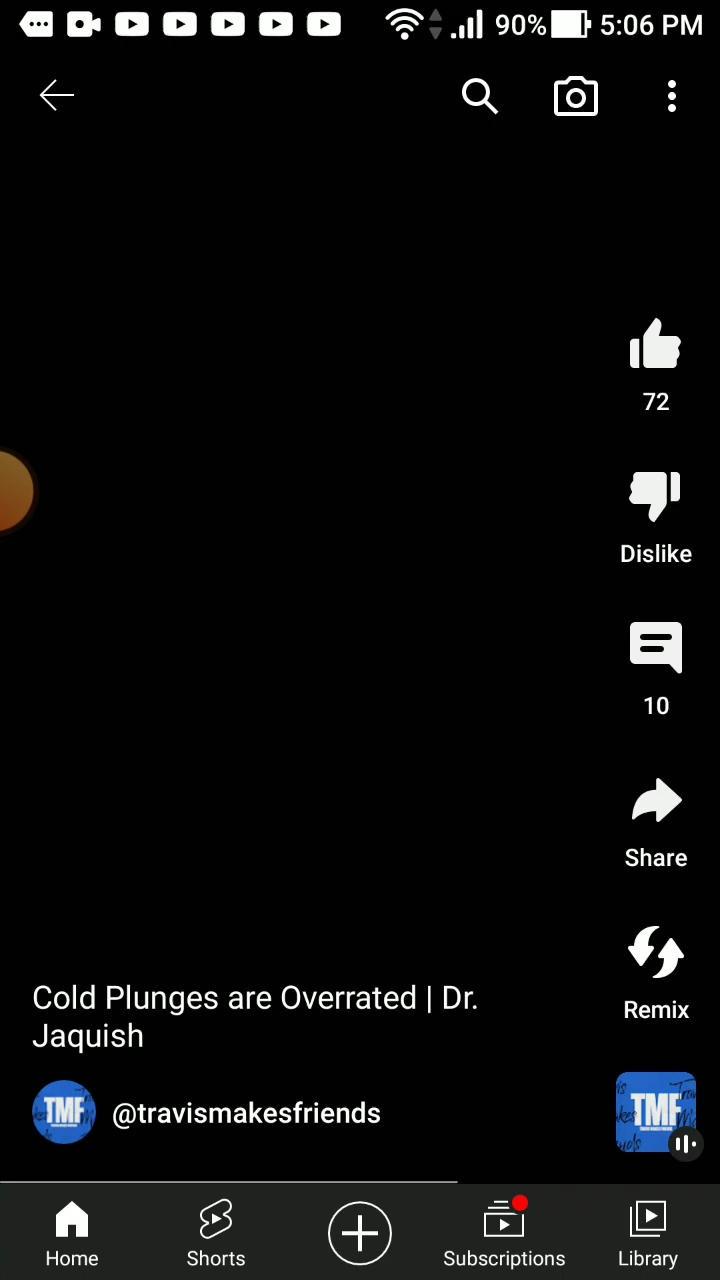 90% 5:06 PM
72
Dislike
10
Share
Remix
Cold Plunges are Overrated | Dr.
Jaquish
TMF
@travismakesfriends
TMF
Home
Shorts
Subscriptions
Library